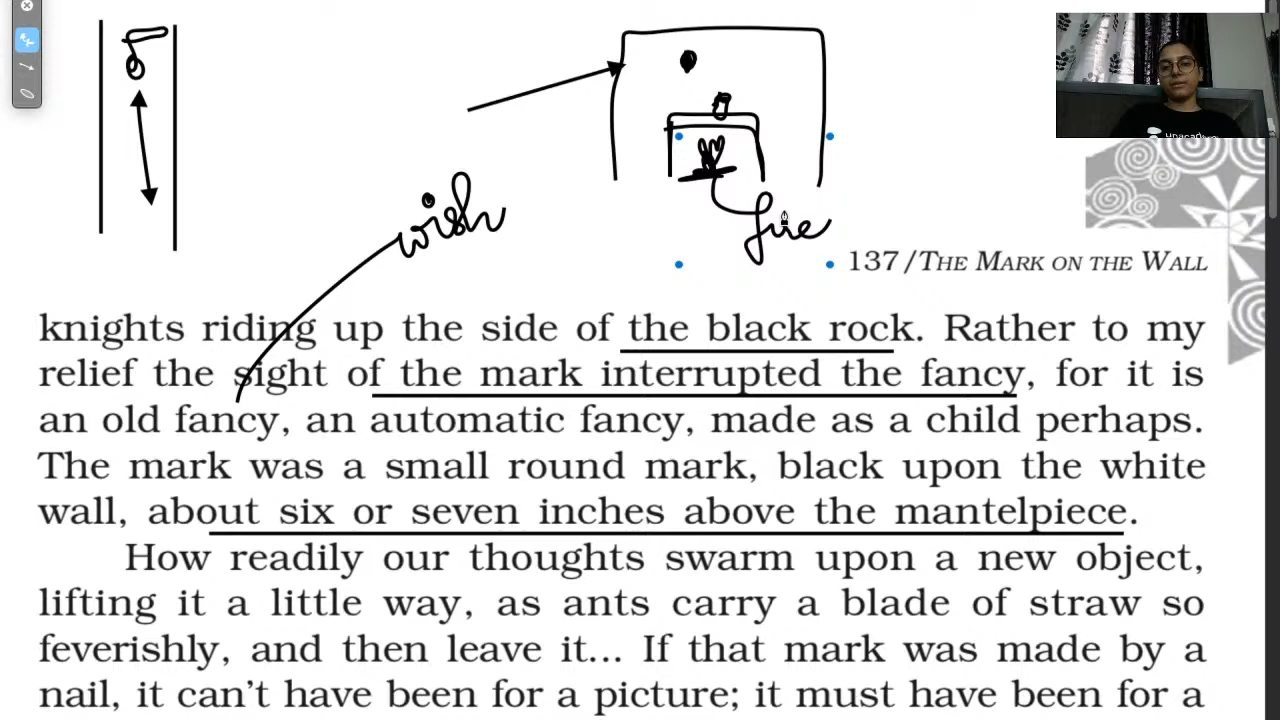 wish
fire
137/THE MARK ON THE WALL
knights riding up the side of the black rock. Rather to my
relief the sight of the mark interrupted the fancy, for it is
an old fancy, an automatic fancy, made as a child perhaps.
The mark was a small round mark, black upon the white
wall, about six or seven inches above the mantelpiece.
How readily our thoughts swarm upon a new object,
lifting it a little way, as ants carry a blade of straw so
feverishly, and then leave it... If that mark was made by a
nail, it can't have been for a picture; it must have been for a